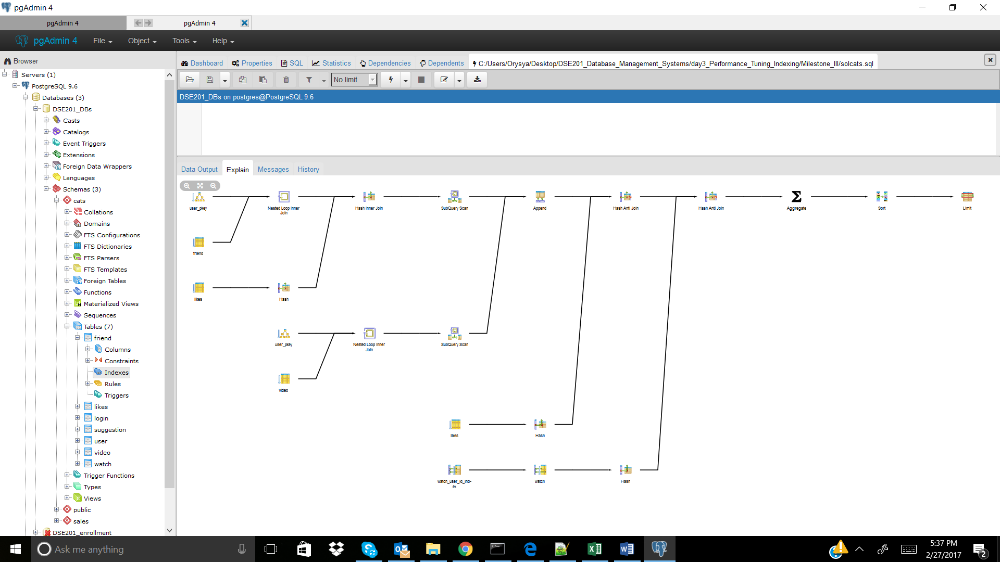 pgAdmin 4
pgAdmin 4
pgAdmin 4
pgAdmin 4 File Object Tools Help
Browser
Dashboard Properties SQL Statistics Dependencies Dependents C:/Users/Orysya/Desktop/DSE201_Database_Management_Systems/day3_Performance_Tuning_Indexing/Milestone_III/solcats.sql
No limit
DSE201_DBs on postgres@PostgreSQL 9.6
Servers (1)
PostgreSQL 9.6
Databases (3)
DSE201_DBs
Casts
Catalogs
Event Triggers
Extensions
Foreign Data Wrappers
Languages
Schemas (3)
cats
Collations
Domains
FTS Configurations
FTS Dictionaries
FTS Parsers
FTS Templates
Foreign Tables
Functions
Materialized Views
Sequences
Tables (7)
friend
Columns
Constraints
Indexes
Rules
Triggers
likes
login
suggestion
user
video
watch
Trigger Functions
Types
Views
public
sales
DSE201_enrollment
Data Output Explain Messages History
user_pkey
Nested Loop Inner
Join
Hash Inner Join
SubQuery Scan
Append
Hash Anti Join
Hash Anti Join
Aggregate
Sort
Limit
friend
likes
Hash
user_pkey
Nested Loop Inner
Join
SubQuery Scan
video
likes
Hash
watch_user_id_ind-
ex
watch
Hash
Ask me anything
5:37 PM
2/27/2017
2